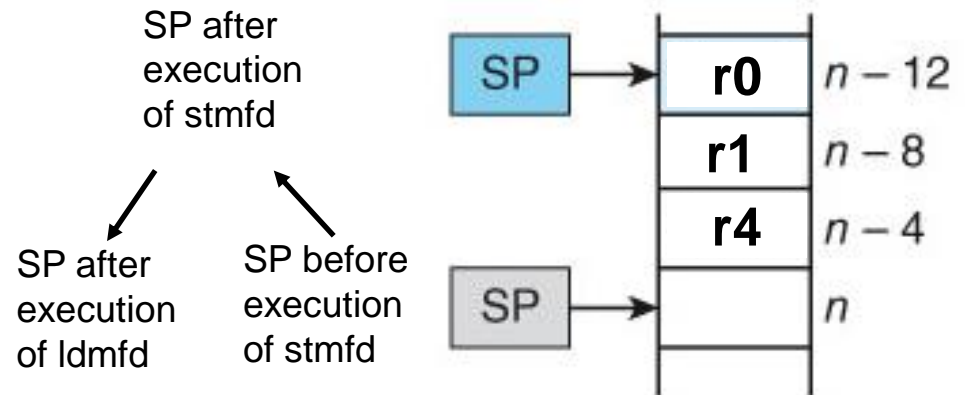 SP after
execution
of stmfd
SP after
execution
of ldmfd
SP before
execution
of stmfd
SP
r0
n – 12
r1
n – 8
r4
n – 4
SP
n